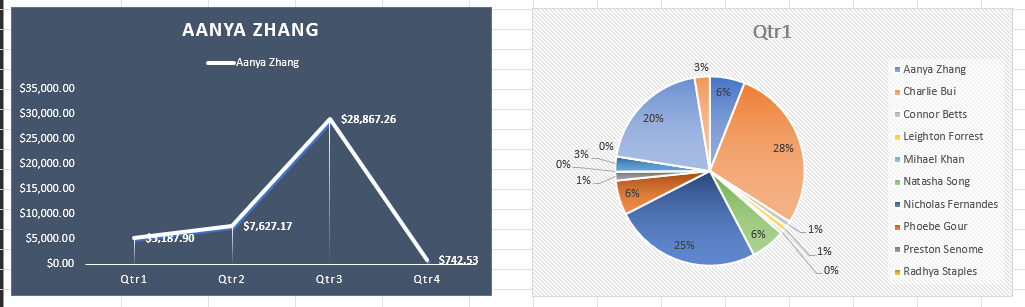 AANYA ZHANG
Aanya Zhang
$35,000.00
$30,000.00
$25,000.00
$20,000.00
$15,000.00
$10,000.00
$5,000.00
$0.00
$5,187.90
$7,627.17
$28,867.26
$742.53
Qtr1 Qtr2 Qtr3 Qtr4
Qtr1
3%
6%
20%
28%
0%
3%
0%
1%
6%
25%
6%
1%
1%
0%
Aanya Zhang
Charlie Bui
Connor Betts
Leighton Forrest
Mihael Khan
Natasha Song
Nicholas Fernandes
Phoebe Gour
Preston Senome
Radhya Staples